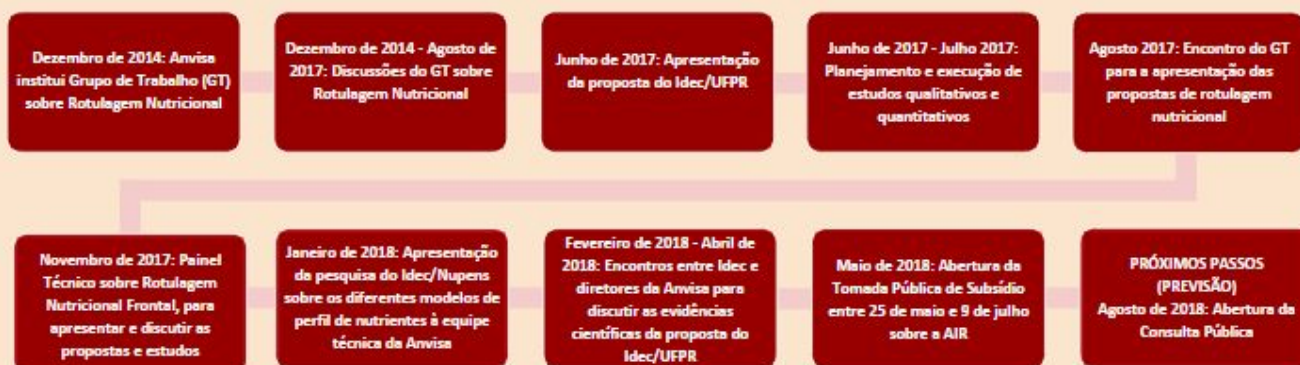 Dezembro de 2014: Anvisa
institui Grupo de Trabalho (GT)
sobre Rotulagem Nutricional
Dezembro de 2014 - Agosto de
2017: Discussões do GT sobre
Rotulagem Nutricional
Junho de 2017: Apresentação
da proposta do Idec/UFPR
Junho de 2017 - Julho 2017:
Planejamento e execução de
estudos qualitativos e
quantitativos
Agosto 2017: Encontro do GT
para a apresentação das
propostas de rotulagem
nutricional
Novembro de 2017: Painel
Técnico sobre Rotulagem
Nutricional Frontal, para
apresentar e discutir as
propostas e estudos
Janeiro de 2018: Apresentação
da pesquisa do Idec/Nupens
sobre os diferentes modelos de
perfil de nutrientes à equipe
técnica da Anvisa
Fevereiro de 2018 - Abril de
2018: Encontros entre Idec e
diretores da Anvisa para
discutir as evidências
científicas da proposta do
Idec/UFPR
Maio de 2018: Abertura da
Tomada Pública de Subsídio
entre 25 de maio e 9 de julho
sobre a AIR
PRÓXIMOS PASSOS
(PREVISÃO)
Agosto de 2018: Abertura da
Consulta Pública